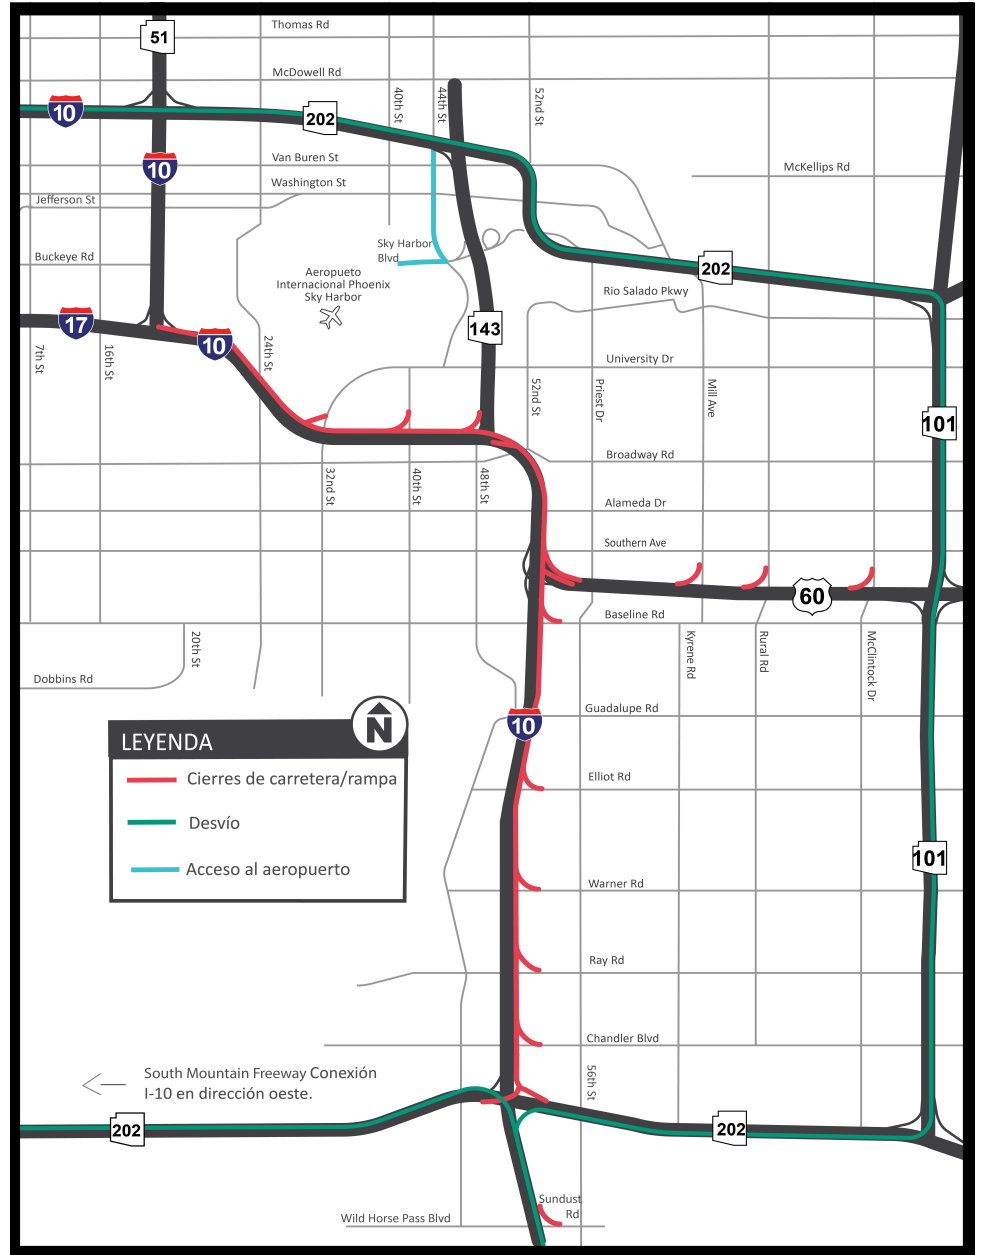 Thomas Rd
51
McDowell Rd
40th St
44th St
52nd St
10
202
Van Buren St
10
McKellips Rd
Washington St
Jefferson St
Sky Harbor
Blvd
Buckeye Rd
202
Aeropueto
Internacional Phoenix
Sky Harbor
Rio Salado Pkwy
17
143
10
24th St
7th St
16th St
University Dr
52nd St
Priest Dr
Mill Ave
101
Broadway Rd
32nd St
40th St
48th St
Alameda Dr
Southern Ave
60
Baseline Rd
20th St
Kyrene Rd
Rural Rd
McClintock Dr
Dobbins Rd
Guadalupe Rd
10
N
LEYENDA
Cierres de carretera/rampa
Desvío
Acceso al aeropuerto
Elliot Rd
101
Warner Rd
Ray Rd
Chandler Blvd
56th St
South Mountain Freeway Conexión
I-10 en dirección oeste.
202
202
Sundust
Rd
Wild Horse Pass Blvd